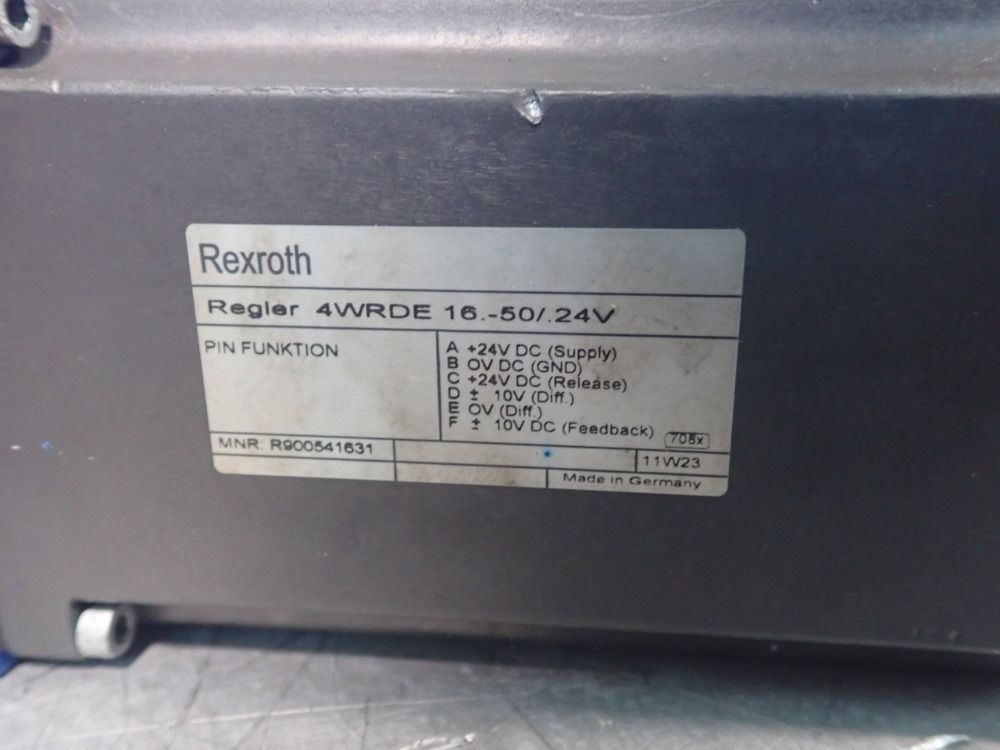 Rexroth
Regler 4WRDE 16.-50/.24V
PIN FUNKTION
A +24V DC (Supply)
B 0V DC (GND)
C +24V DC (Release)
D ± 10V (Diff.)
E 0V (Diff.)
F ± 10V DC (Feedback)
708x
MNR: R900541631
11W23
Made in Germany